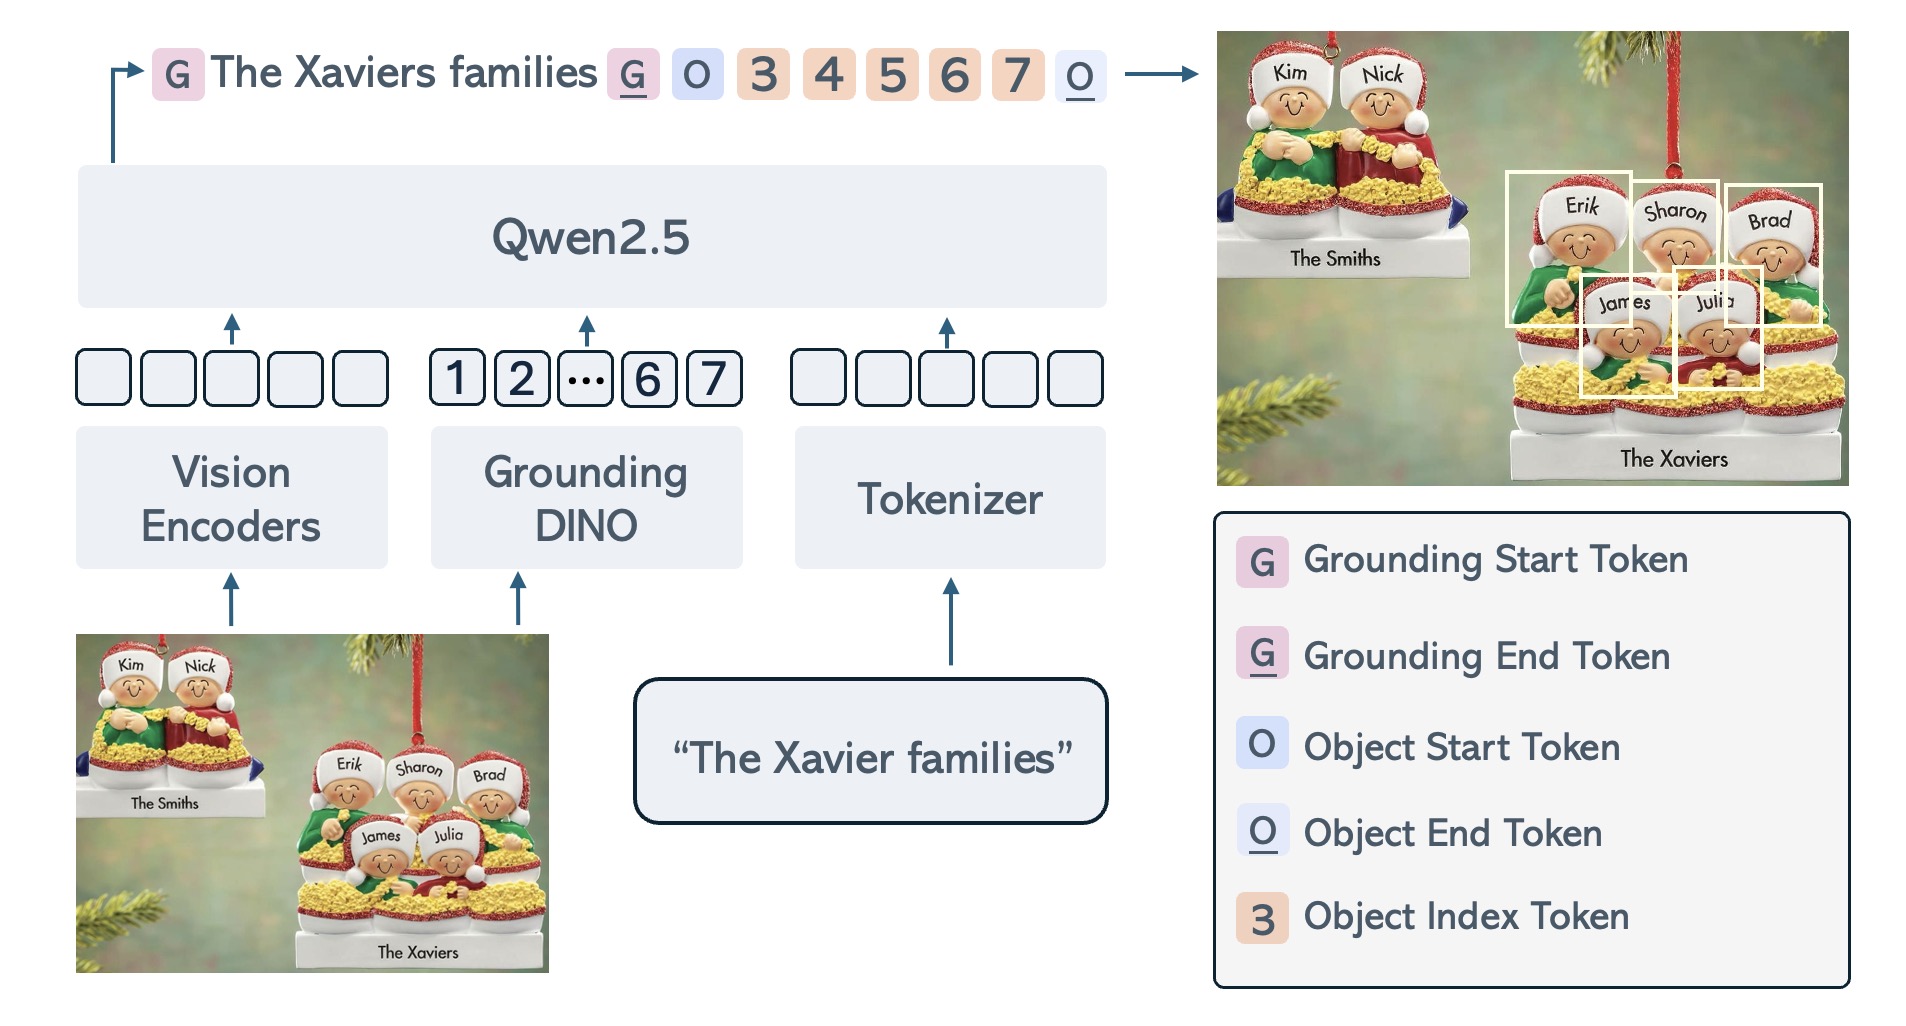 G The Xaviers families G O 3 4 5 6 7 O
Qwen2.5
1 2 ... 6 7
Vision
Encoders
Grounding
DINO
Tokenizer
Kim Nick
The Smiths
Erik Sharon Brad
James Julia
The Xaviers
“The Xavier families”
Kim Nick
The Smiths
Erik Sharon Brad
James Julia
The Xaviers
G Grounding Start Token
G Grounding End Token
O Object Start Token
O Object End Token
3 Object Index Token